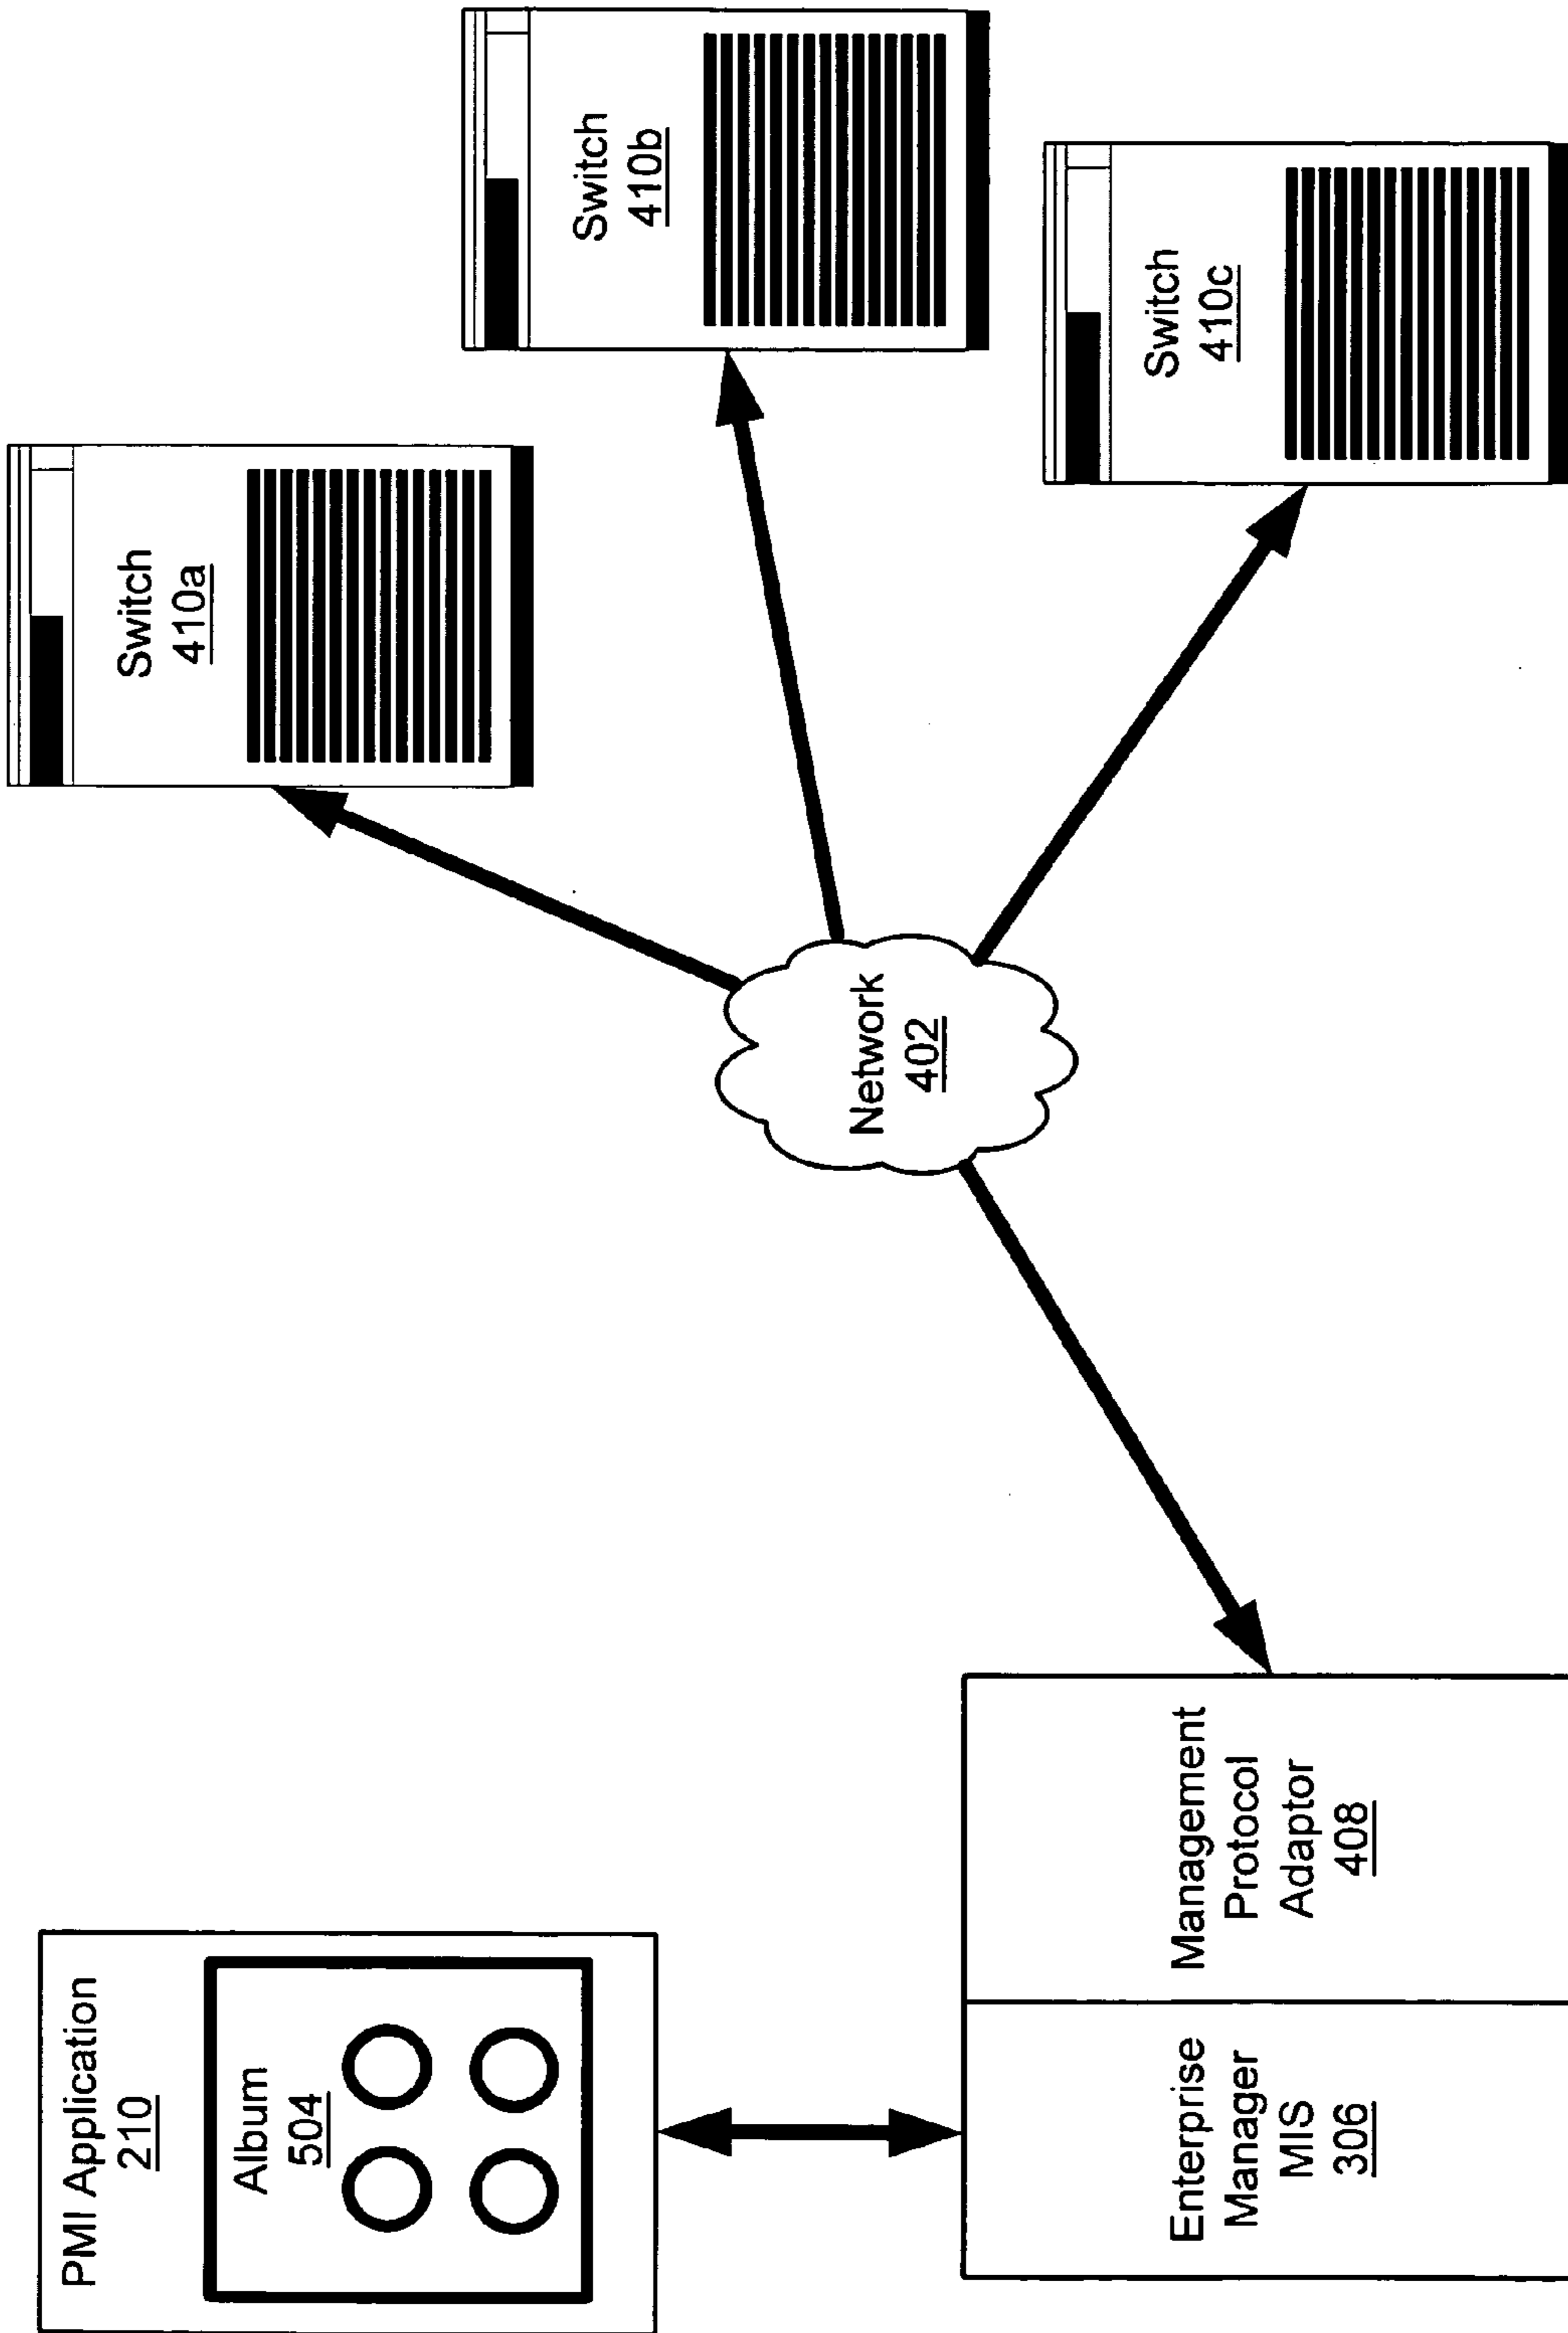 PMI Application
210
Album
504
Enterprise
Manager
MIS
306
Management
Protocol
Adaptor
408
Network
402
Switch
410a
Switch
410b
Switch
410c